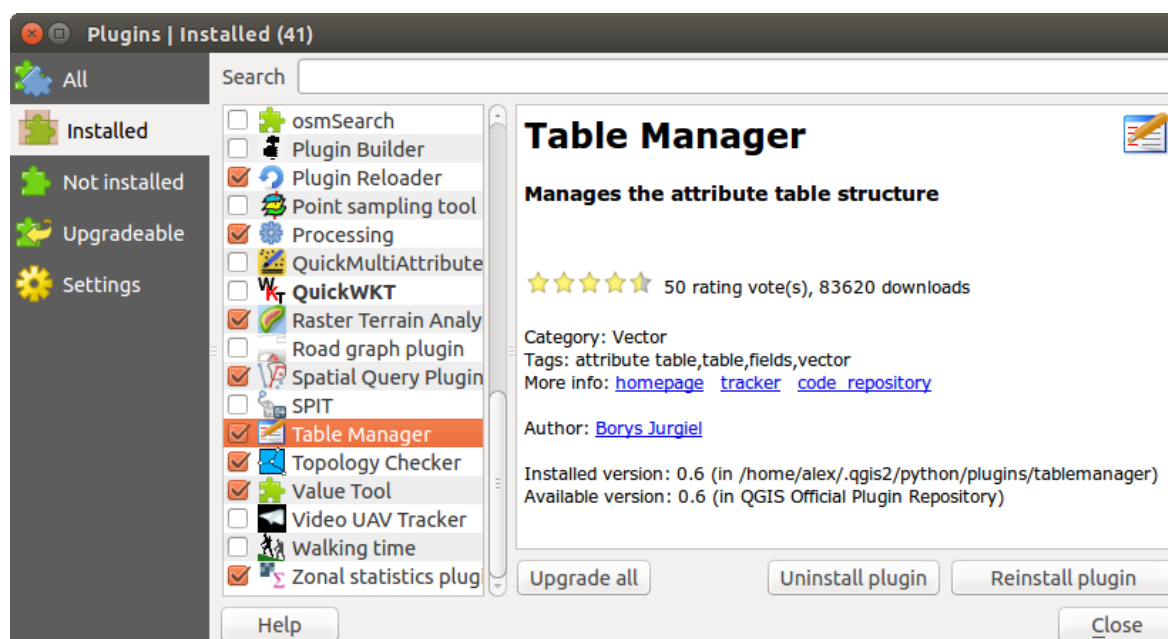 Plugins | Installed (41)
All
Installed
Not installed
Upgradeable
Settings
Search
osmSearch
Plugin Builder
Plugin Reloader
Point sampling tool
Processing
QuickMultiAttribute
WKT QuickWKT
Raster Terrain Analy
Road graph plugin
Spatial Query Plugin
SPIT
Table Manager
Topology Checker
Value Tool
Video UAV Tracker
Walking time
Σ Zonal statistics plugi
Table Manager
Manages the attribute table structure
50 rating vote(s), 83620 downloads
Category: Vector
Tags: attribute table,table,fields,vector
More info: homepage tracker code repository
Author: Borys Jurgiel
Installed version: 0.6 (in /home/alex/.qgis2/python/plugins/tablemanager)
Available version: 0.6 (in QGIS Official Plugin Repository)
Upgrade all
Uninstall plugin
Reinstall plugin
Help
Close